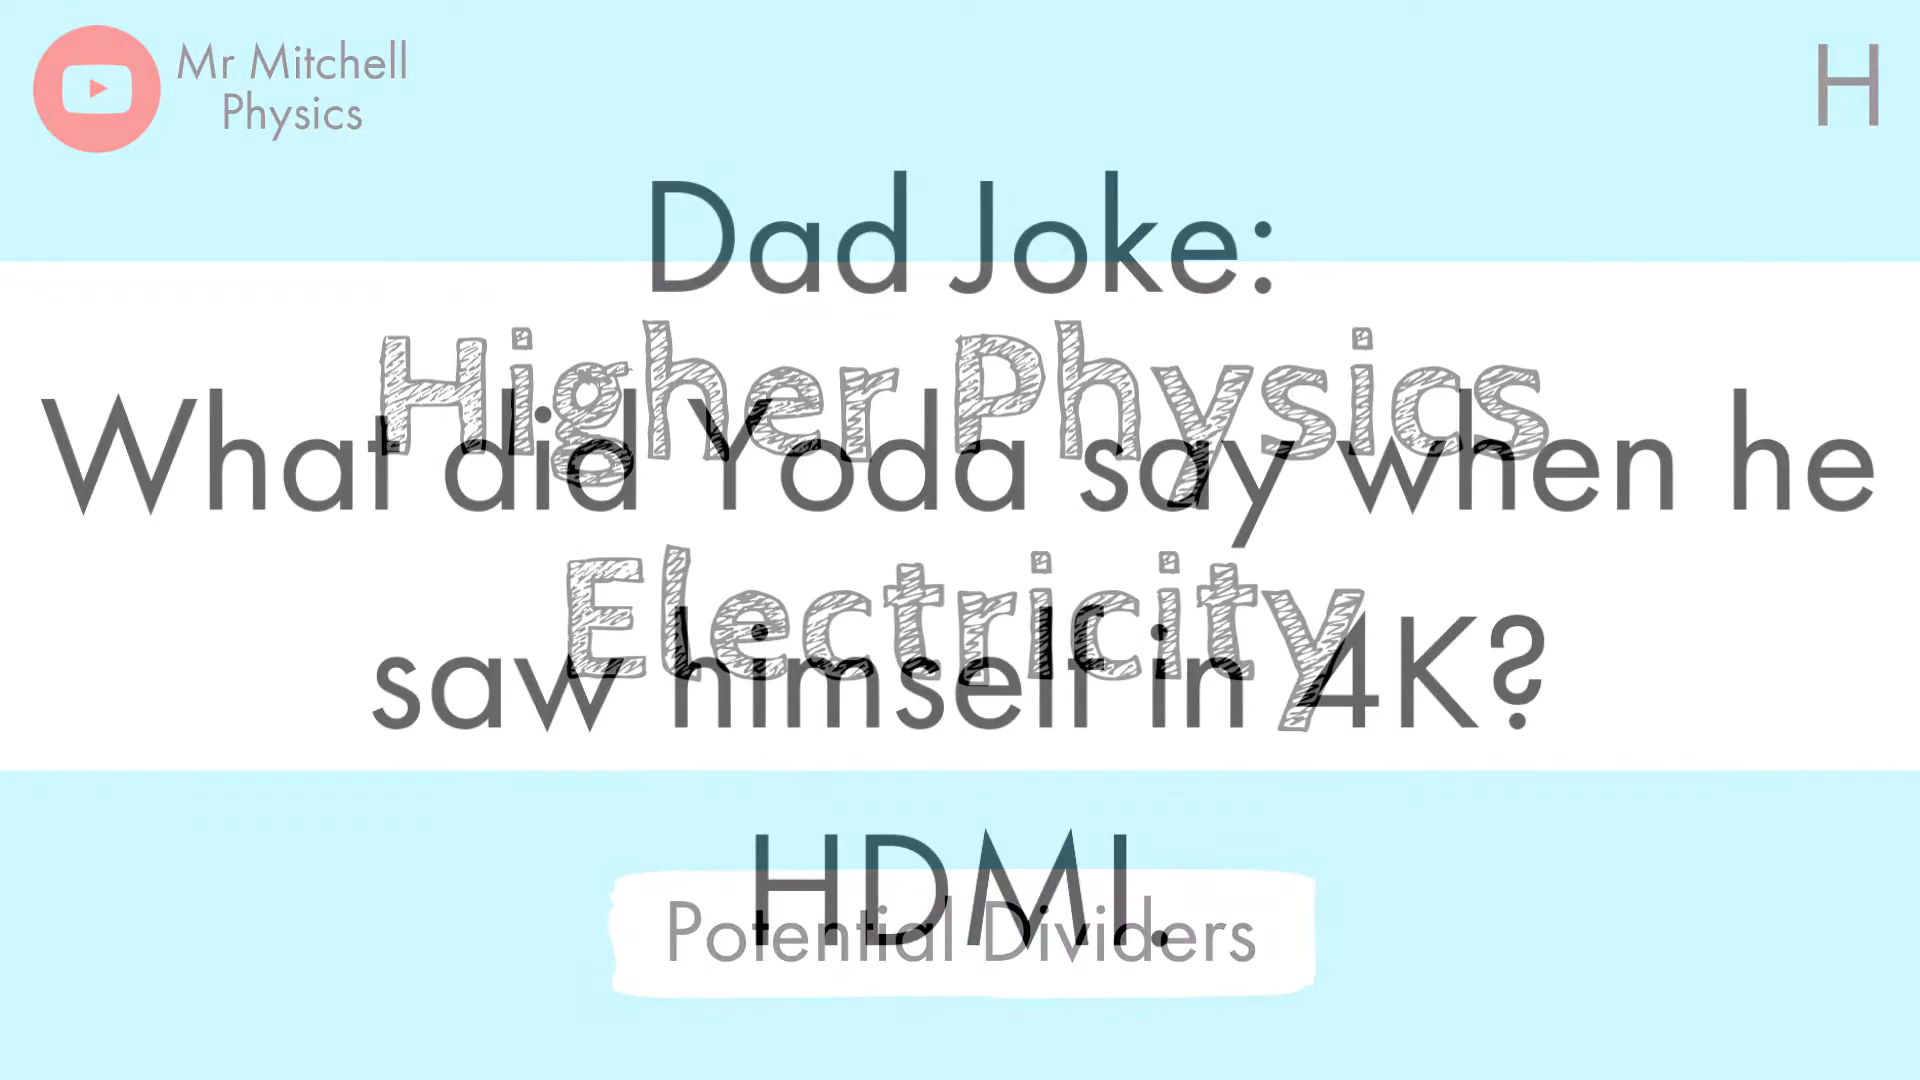 Mr Mitchell
Physics
H
Dad Joke:
Higher Physics
What did Yoda say when he
Electricity
saw himself in 4K?
HDMI.
Potential Dividers